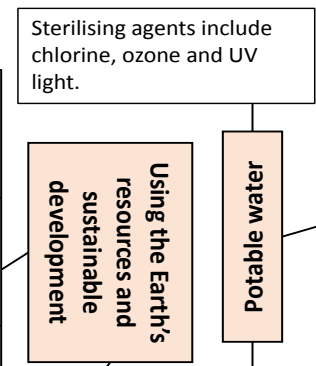 Sterilising agents include
chlorine, ozone and UV
light.
Using the Earth's
resources and
sustainable
development
Potable water